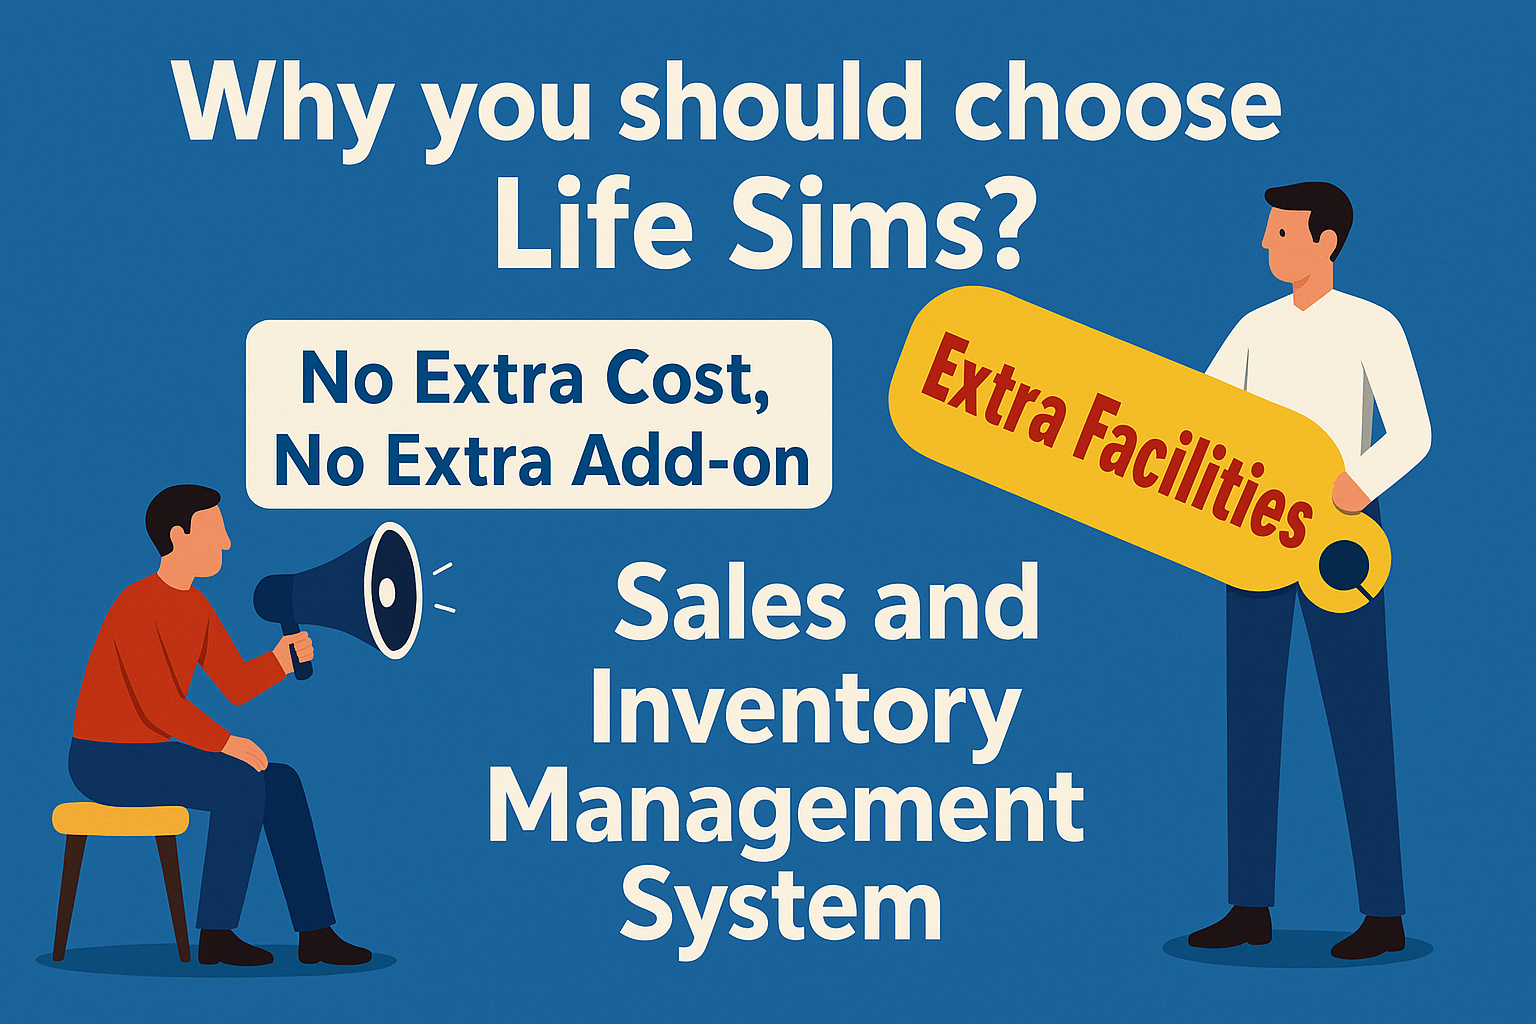 Why you should choose
Life Sims?
No Extra Cost,
No Extra Add-on
Extra Facilities
Sales and
Inventory
Management
System